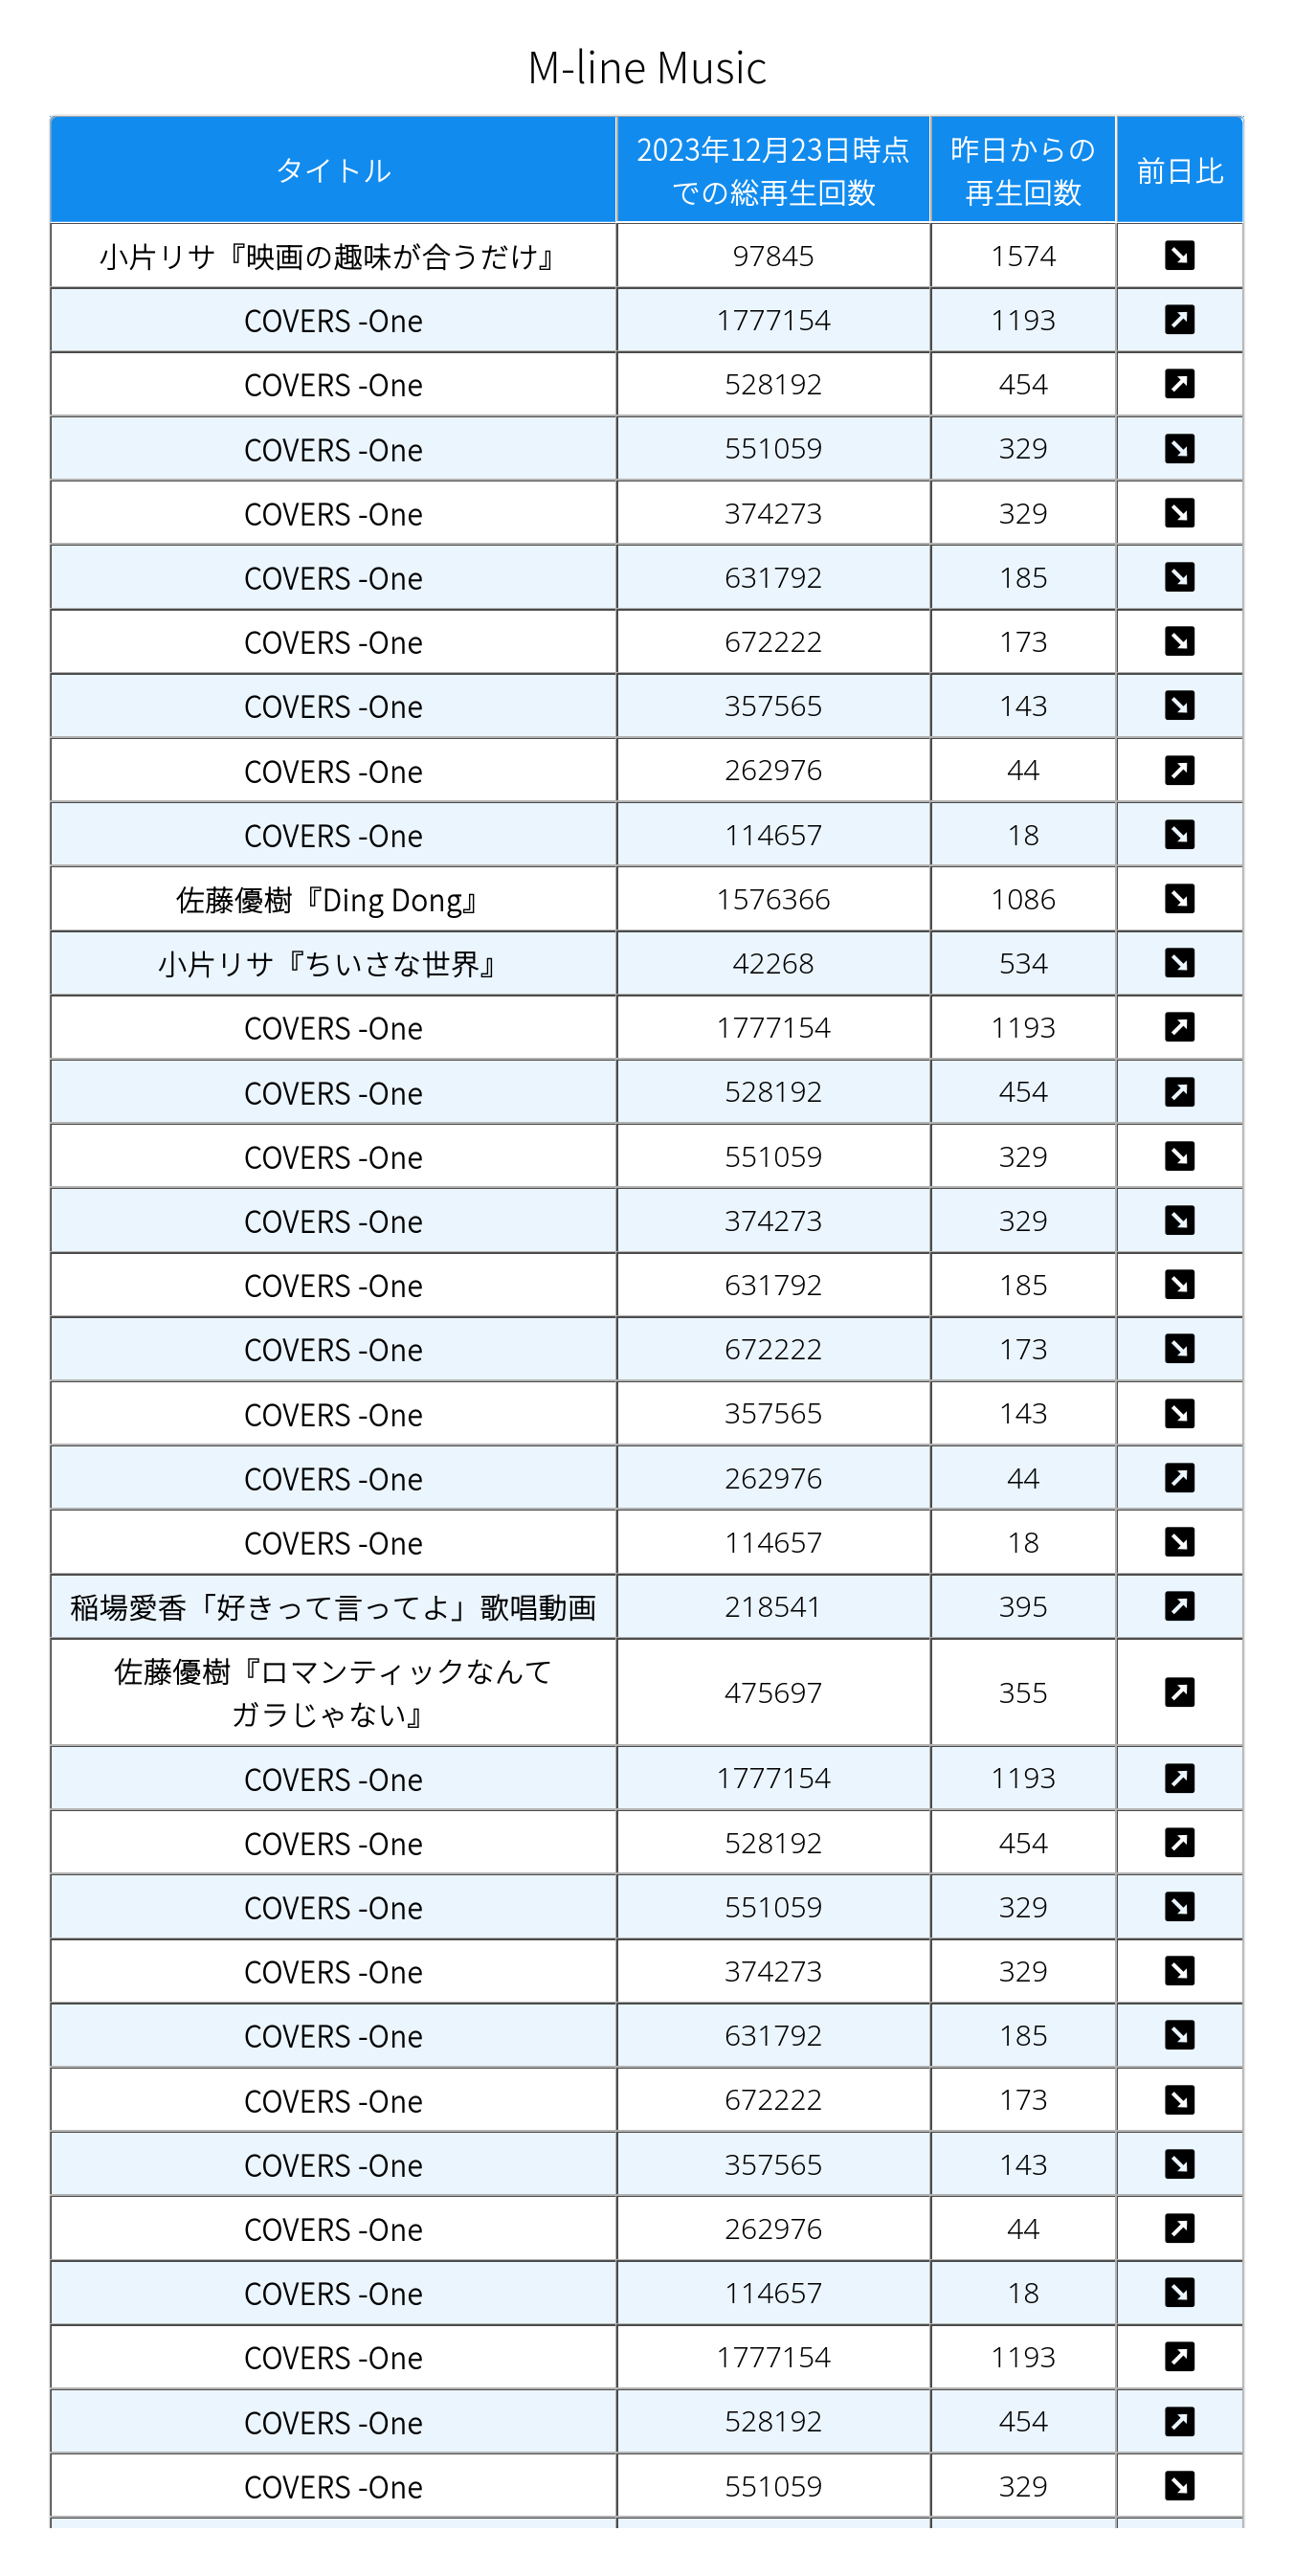 M-line Music
タイトル 2023年12月23日時点 昨日からの 前日比
での総再生回数 再生回数
小片リサ『映画の趣味が合うだけ』 97845 1574 ↘
COVERS -One 1777154 1193 ↗
COVERS -One 528192 454 ↗
COVERS -One 551059 329 ↘
COVERS -One 374273 329 ↘
COVERS -One 631792 185 ↘
COVERS -One 672222 173 ↘
COVERS -One 357565 143 ↘
COVERS -One 262976 44 ↗
COVERS -One 114657 18 ↘
佐藤優樹『Ding Dong』 1576366 1086 ↘
小片リサ『ちいさな世界』 42268 534 ↘
COVERS -One 1777154 1193 ↗
COVERS -One 528192 454 ↗
COVERS -One 551059 329 ↘
COVERS -One 374273 329 ↘
COVERS -One 631792 185 ↘
COVERS -One 672222 173 ↘
COVERS -One 357565 143 ↘
COVERS -One 262976 44 ↗
COVERS -One 114657 18 ↘
稲場愛香「好きって言ってよ」歌唱動画 218541 395 ↗
佐藤優樹『ロマンティックなんて
ガラじゃない』 475697 355 ↗
COVERS -One 1777154 1193 ↗
COVERS -One 528192 454 ↗
COVERS -One 551059 329 ↘
COVERS -One 374273 329 ↘
COVERS -One 631792 185 ↘
COVERS -One 672222 173 ↘
COVERS -One 357565 143 ↘
COVERS -One 262976 44 ↗
COVERS -One 114657 18 ↘
COVERS -One 1777154 1193 ↗
COVERS -One 528192 454 ↗
COVERS -One 551059 329 ↘